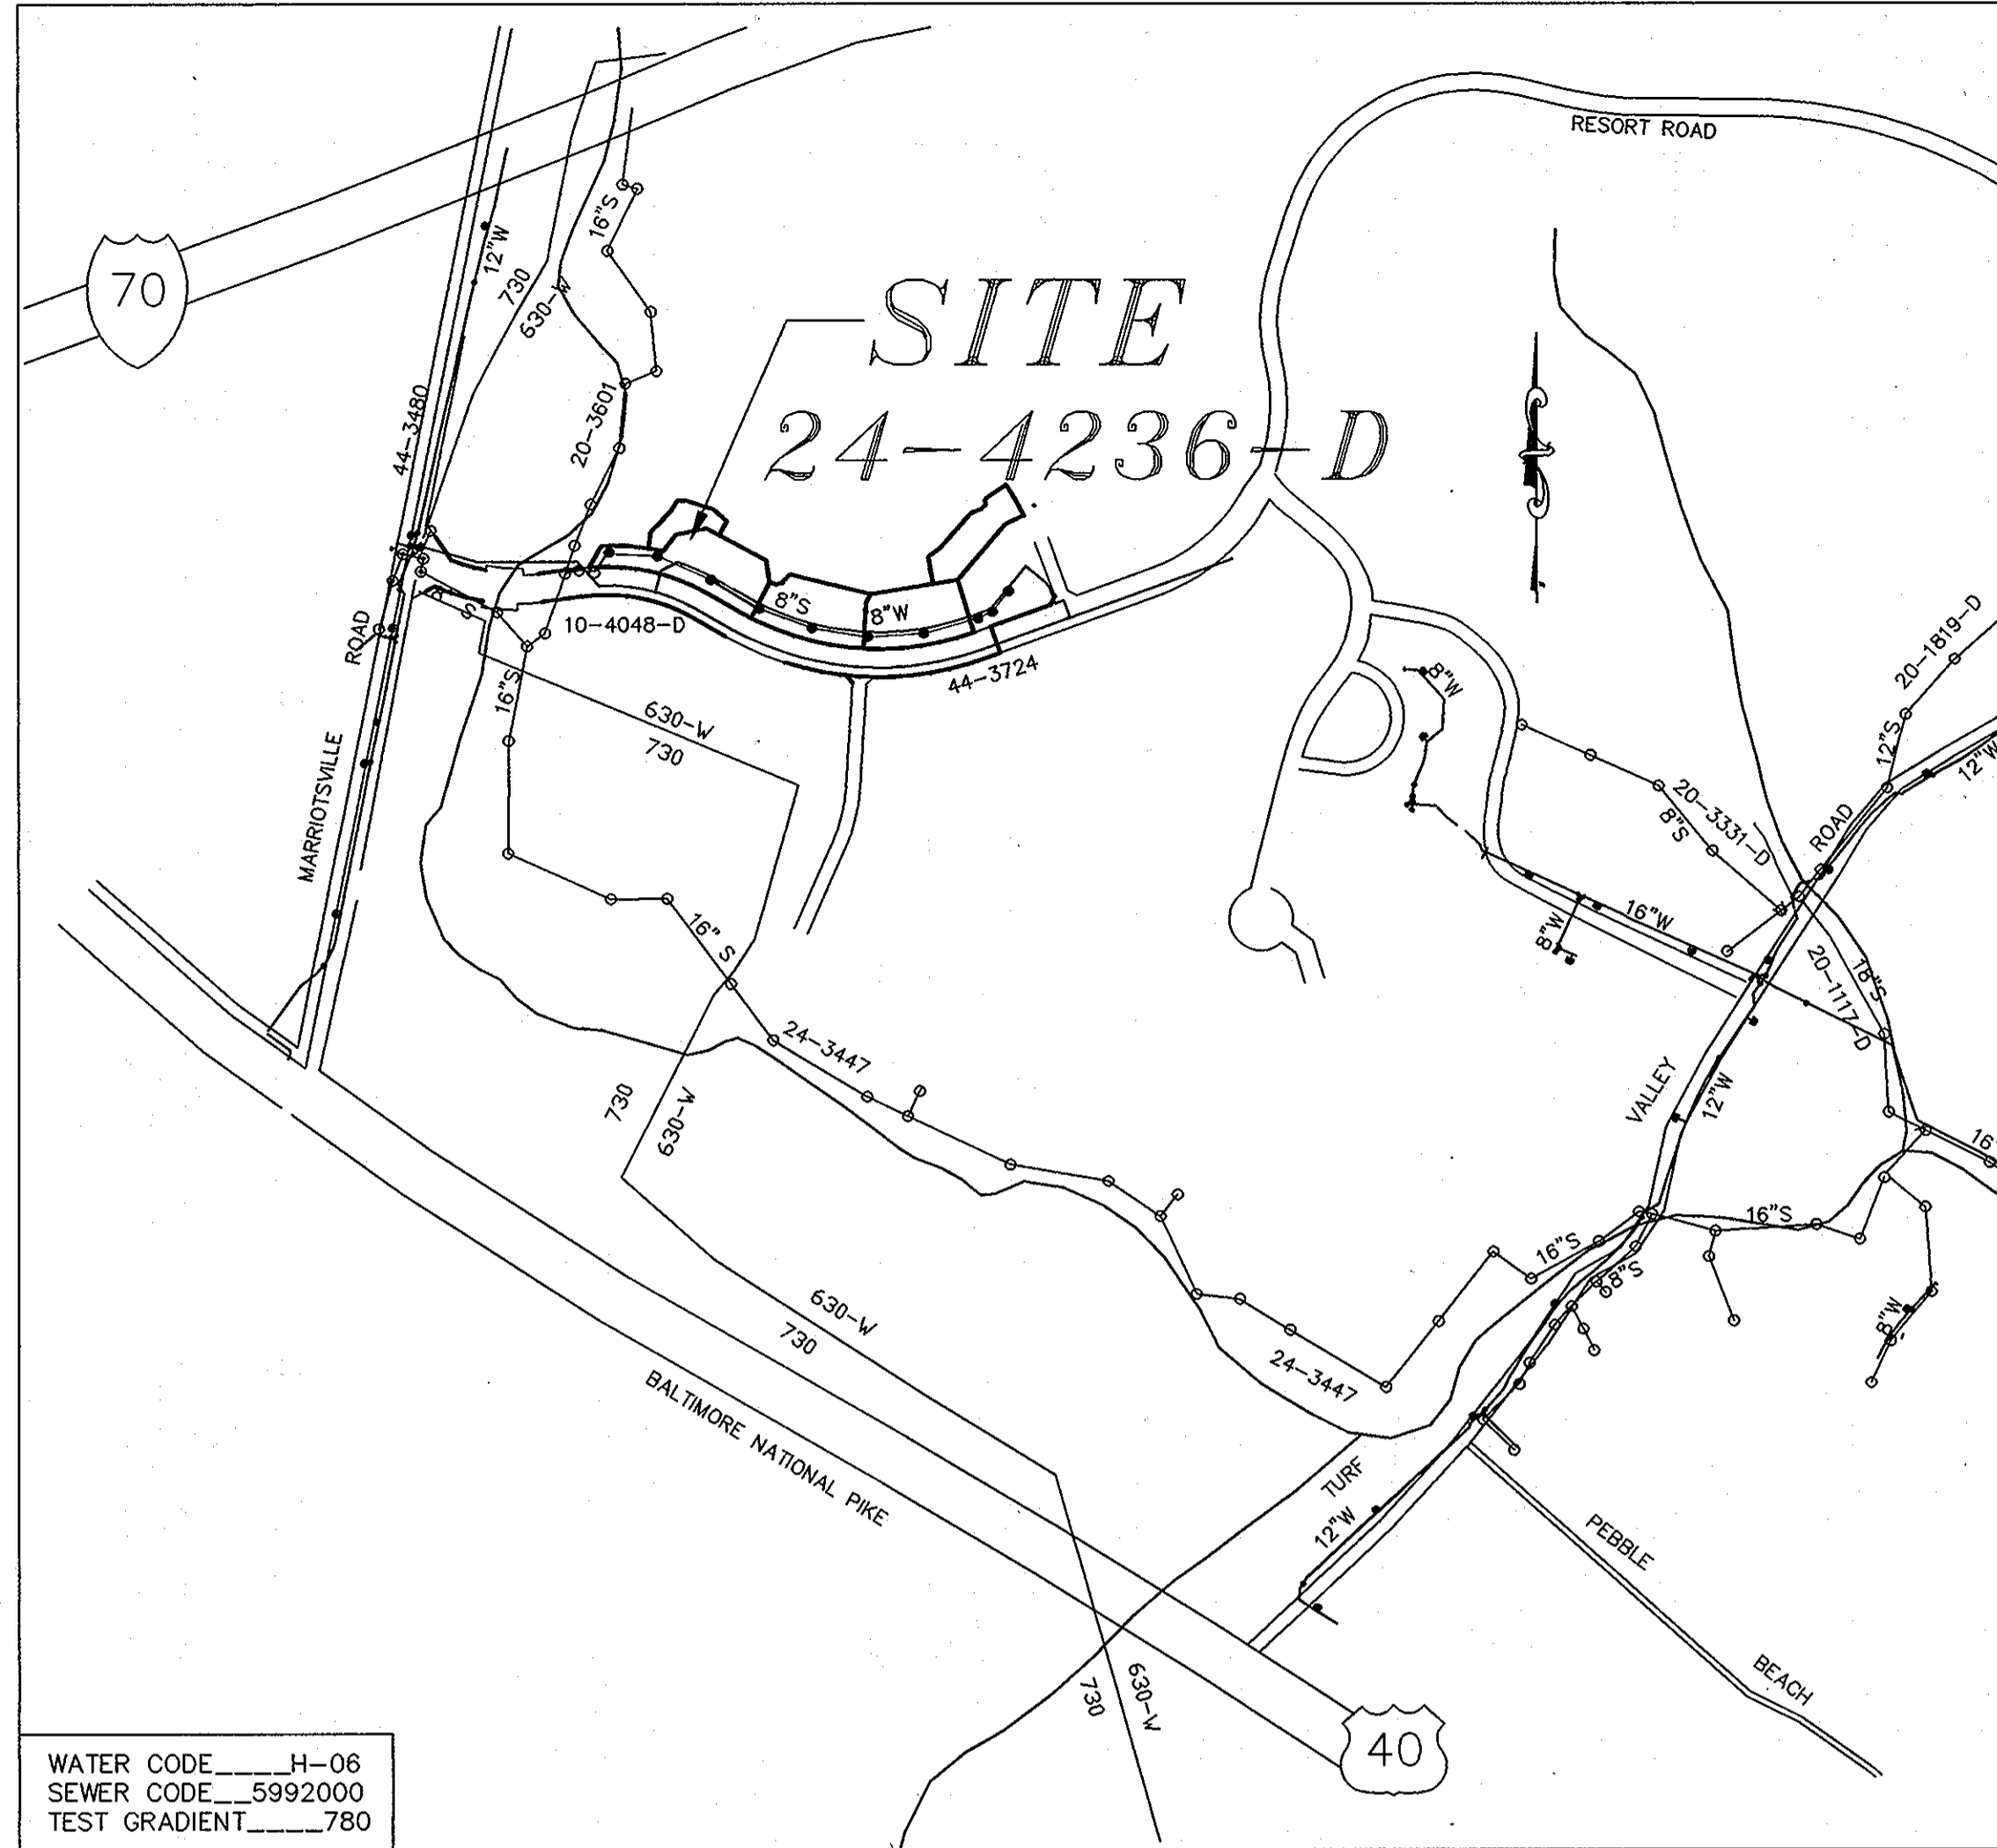 RESORT ROAD
70
16"S
12"W
730
630-W
SITE
24-4236-D
44-3480
20-3601
8"S
8"S
8"W
10-4048-D
44-3724
ROAD
MARRIOTSVILLE
16"S
630-W
730
8"W
20-1819-D
12"S
12"W
20-3331-D
8"S
ROAD
16"W
8"W
18"S
20-1117-D
16" S
24-3447
730
630-W
VALLEY
12"W
16"
16"S
16"S
8"S
8"W
630-W
730
24-3447
BALTIMORE NATIONAL PIKE
TURF
12"W
PEBBLE
BEACH
630-W
730
40
WATER CODE____H-06
SEWER CODE__5992000
TEST GRADIENT____780